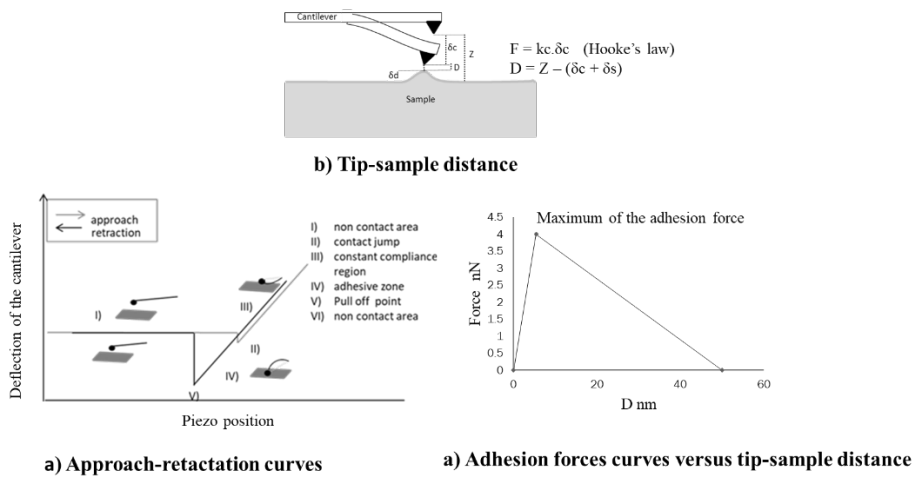 Cantilever
δc
Z
D
δd
Sample
F = kc.δc (Hooke's law)
D = Z – (δc + δs)
b) Tip-sample distance
Deflection of the cantilever
approach
retraction
I)
III)
II)
IV)
V)
Piezo position
I) non contact area
II) contact jump
III) constant compliance
region
IV) adhesive zone
V) Pull off point
VI) non contact area
a) Approach-retactation curves
Maximum of the adhesion force
Force nN
4.5
4
3.5
3
2.5
2
1.5
1
0.5
0
0 20 40 60
D nm
a) Adhesion forces curves versus tip-sample distance